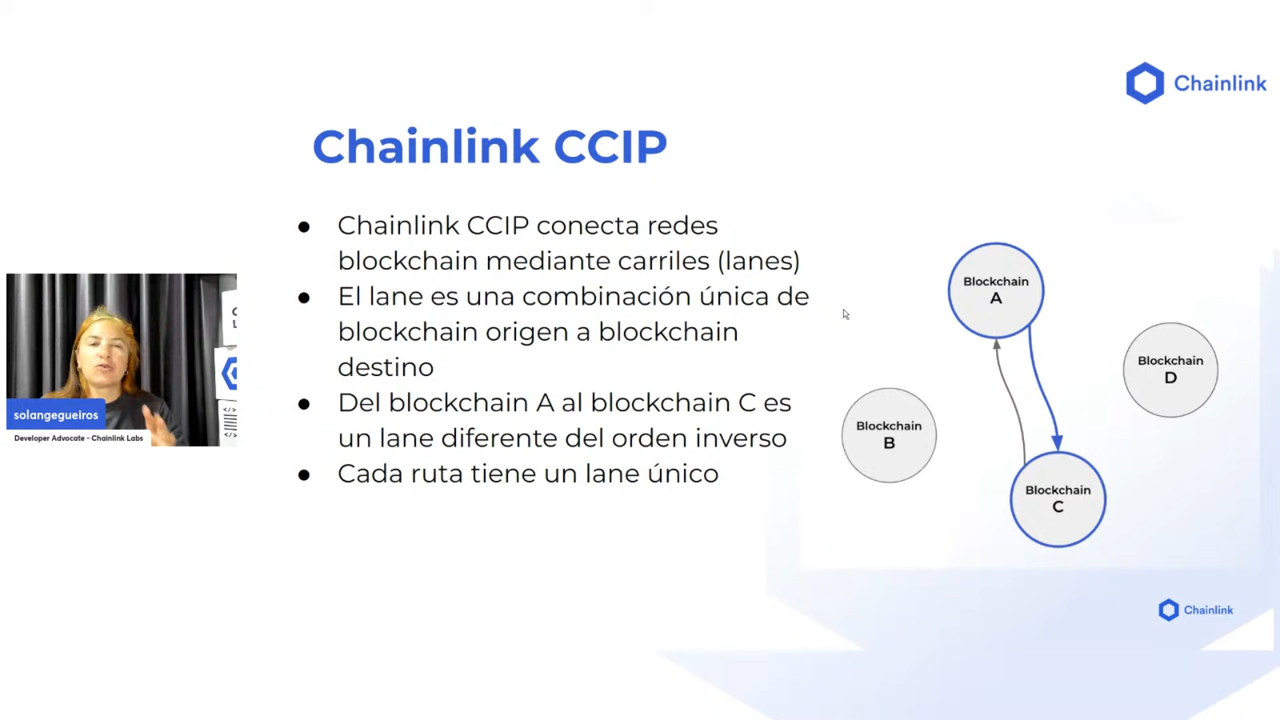 Chainlink
Chainlink CCIP
● Chainlink CCIP conecta redes
blockchain mediante carriles (lanes)
● El lane es una combinación única de
blockchain origen a blockchain
destino
● Del blockchain A al blockchain C es
un lane diferente del orden inverso
● Cada ruta tiene un lane único
Blockchain
A
Blockchain
D
Blockchain
B
Blockchain
C
solangegueiros
Developer Advocate - Chainlink Labs
Chainlink